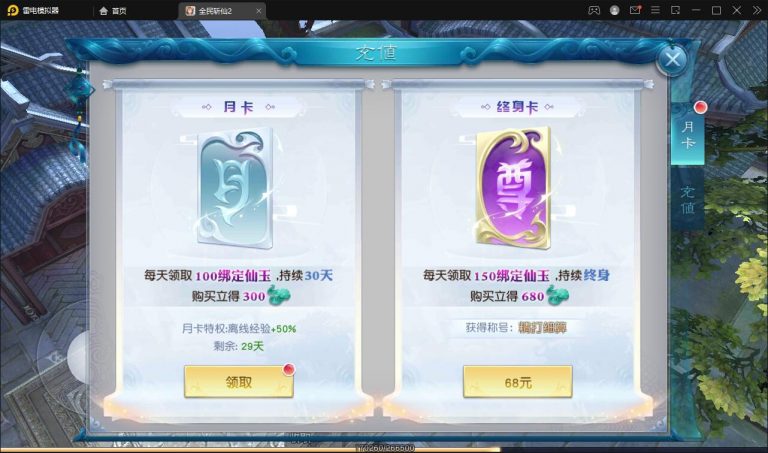 雷电模拟器
首页
全民斩仙2
充值
月卡
终身卡
月
尊
每天领取100绑定仙玉,持续30天
购买立得300
月卡特权:离线经验+50%
剩余: 29天
领取
每天领取150绑定仙玉,持续终身
购买立得680
获得称号:
68元
月卡
充值